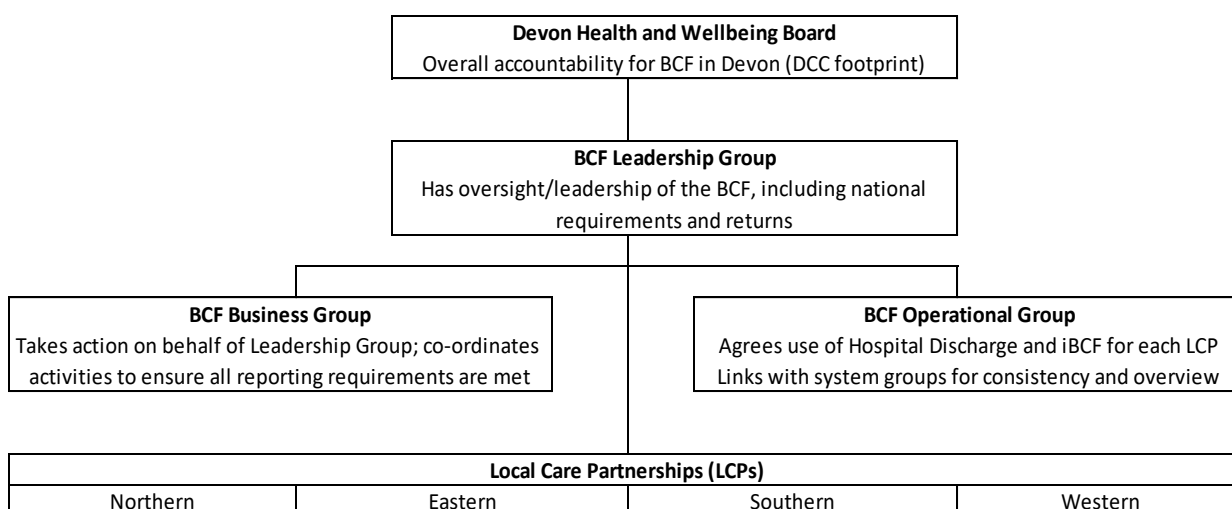 Devon Health and Wellbeing Board
Overall accountability for BCF in Devon (DCC footprint)
BCF Leadership Group
Has oversight/leadership of the BCF, including national
requirements and returns
BCF Business Group
Takes action on behalf of Leadership Group; co-ordinates
activities to ensure all reporting requirements are met
BCF Operational Group
Agrees use of Hospital Discharge and iBCF for each LCP
Links with system groups for consistency and overview
Local Care Partnerships (LCPs)
Northern
Eastern
Southern
Western